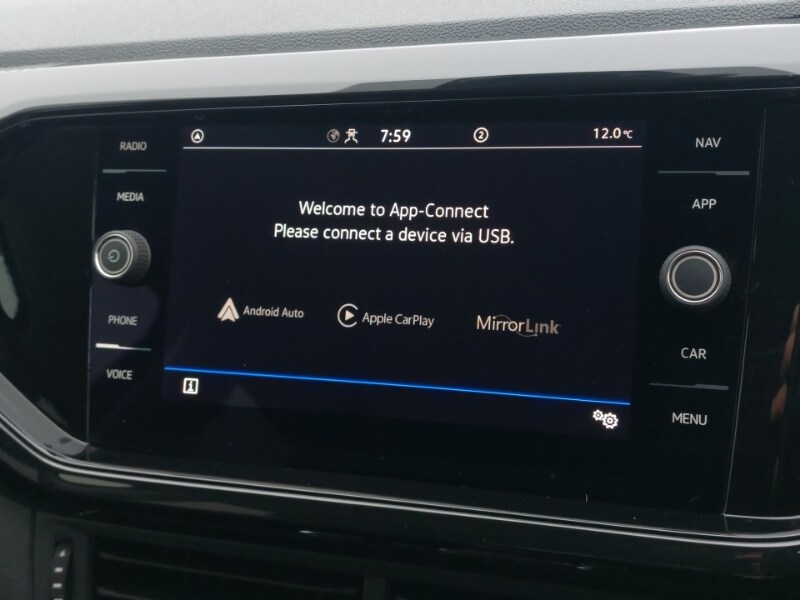 RADIO
MEDIA
PHONE
VOICE
7:59
2
12.0°C
Welcome to App-Connect
Please connect a device via USB.
Android Auto
Apple CarPlay
MirrorLink
NAV
APP
CAR
MENU